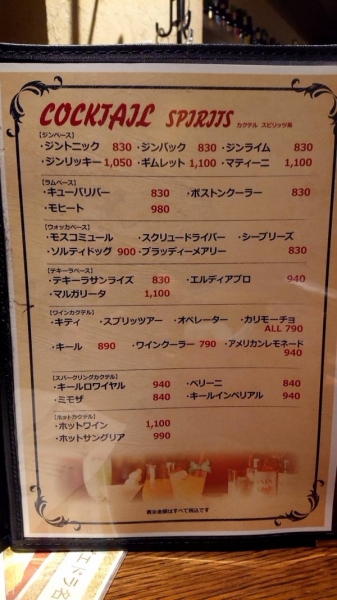 COCKTAIL SPIRITS カクテル スピリッツ系
【ジンベース】
・ジントニック 830 ・ジンバック 830 ・ジンライム 830
・ジンリッキー 1,050 ・ギムレット 1,100 ・マティーニ 1,100
【ラムベース】
・キューバリバー 830 ・ボストンクーラー 830
・モヒート 980
【ウォッカベース】
・モスコミュール ・スクリュードライバー ・シーブリーズ
・ソルティドッグ 900 ・ブラッディーメアリー 830
【テキーラベース】
・テキーラサンライズ 830 ・エルディアブロ 940
・マルガリータ 1,100
【ワインカクテル】
・キティ ・スプリッツアー ・オペレーター ・カリモーチョ
ALL 790
・キール 890 ・ワインクーラー 790 ・アメリカンレモネード
940
【スパークリングカクテル】
・キールロワイヤル 940 ・ベリーニ 840
・ミモザ 840 ・キールインペリアル 940
【ホットカクテル】
・ホットワイン 1,100
・ホットサングリア 990
表示金額はすべて税込です